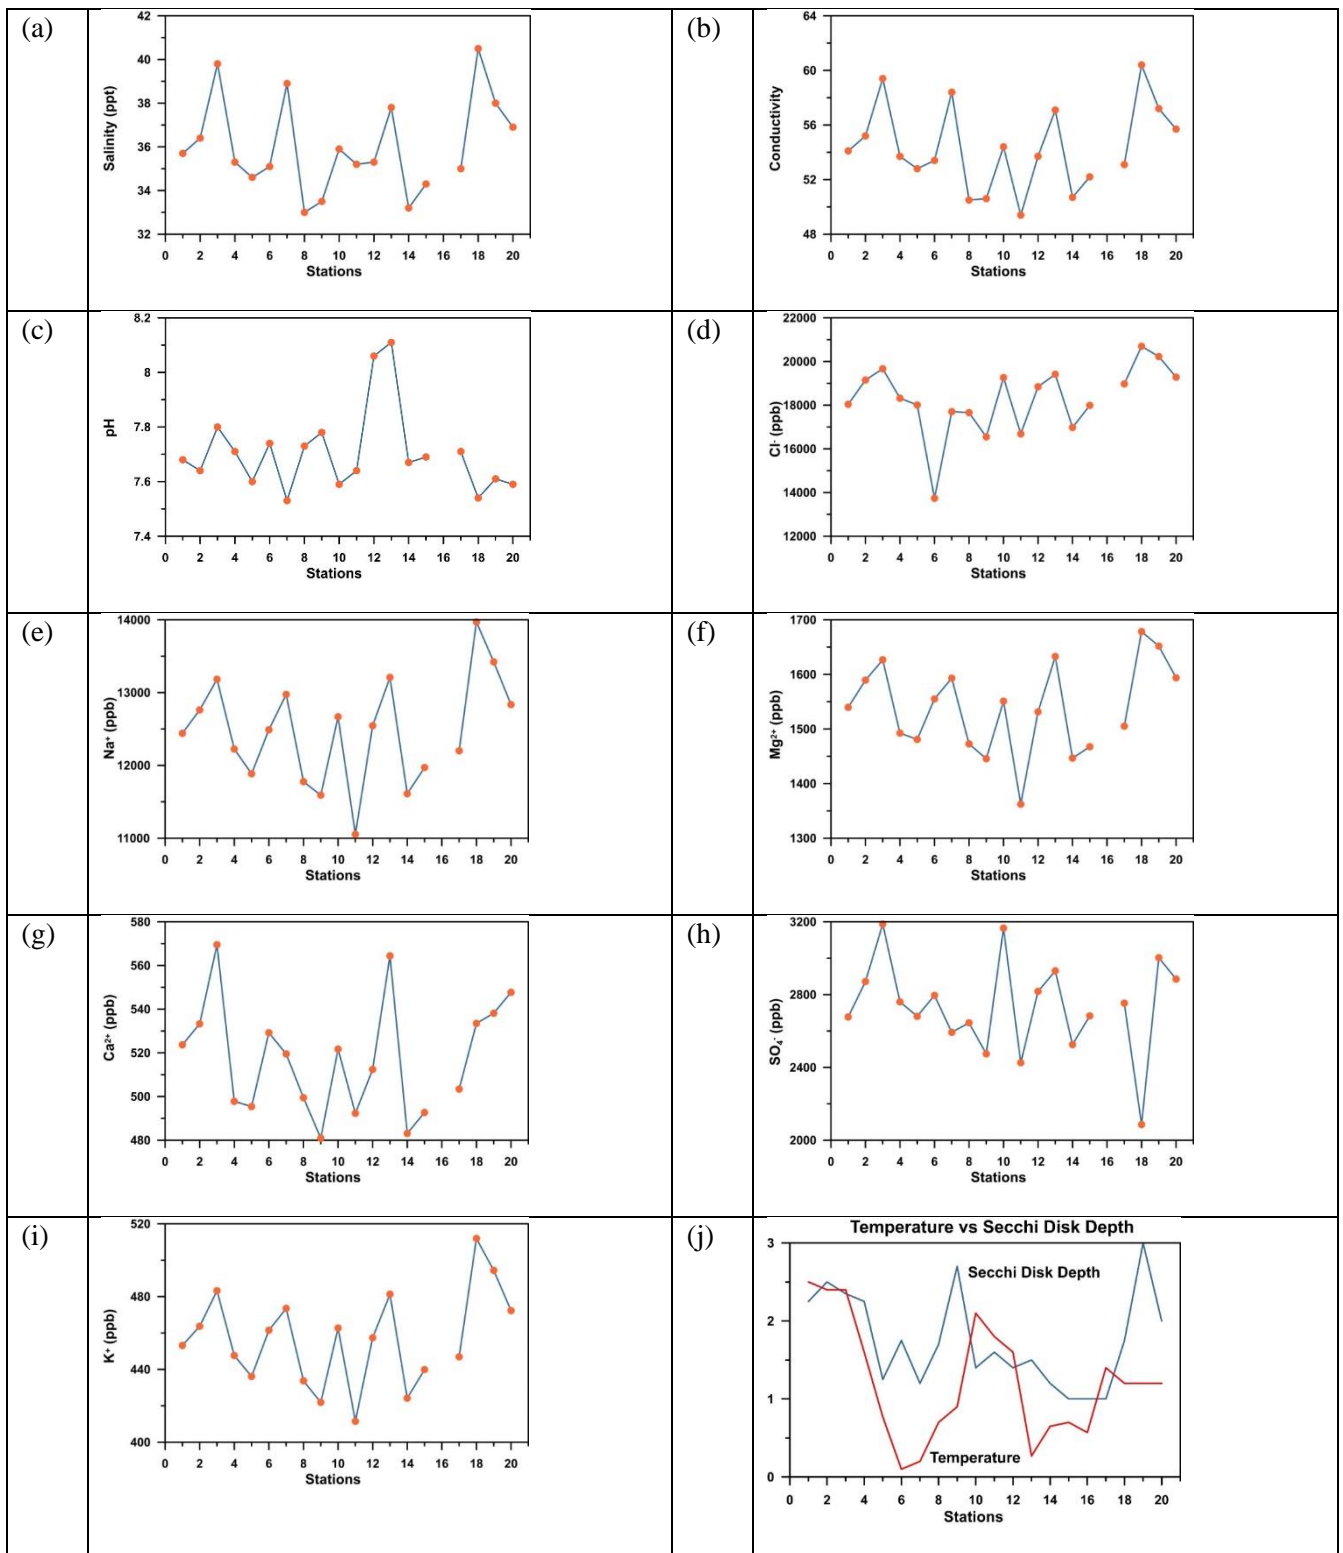 (a)
42
40
38
36
34
32
Salinity (ppt)
0 2 4 6 8 10 12 14 16 18 20
Stations
(b)
64
60
56
52
48
Conductivity
0 2 4 6 8 10 12 14 16 18 20
Stations
(c)
8.2
8
7.8
7.6
7.4
pH
0 2 4 6 8 10 12 14 16 18 20
Stations
(d)
22000
20000
18000
16000
14000
12000
Cl⁻ (ppb)
0 2 4 6 8 10 12 14 16 18 20
Stations
(e)
14000
13000
12000
11000
Na⁺ (ppb)
0 2 4 6 8 10 12 14 16 18 20
Stations
(f)
1700
1600
1500
1400
1300
Mg²⁺ (ppb)
0 2 4 6 8 10 12 14 16 18 20
Stations
(g)
580
560
540
520
500
480
Ca²⁺ (ppb)
0 2 4 6 8 10 12 14 16 18 20
Stations
(h)
3200
2800
2400
2000
SO₄⁻ (ppb)
0 2 4 6 8 10 12 14 16 18 20
Stations
(i)
520
480
440
400
K⁺ (ppb)
0 2 4 6 8 10 12 14 16 18 20
Stations
(j)
Temperature vs Secchi Disk Depth
3
2
1
0
Secchi Disk Depth
Temperature
0 2 4 6 8 10 12 14 16 18 20
Stations